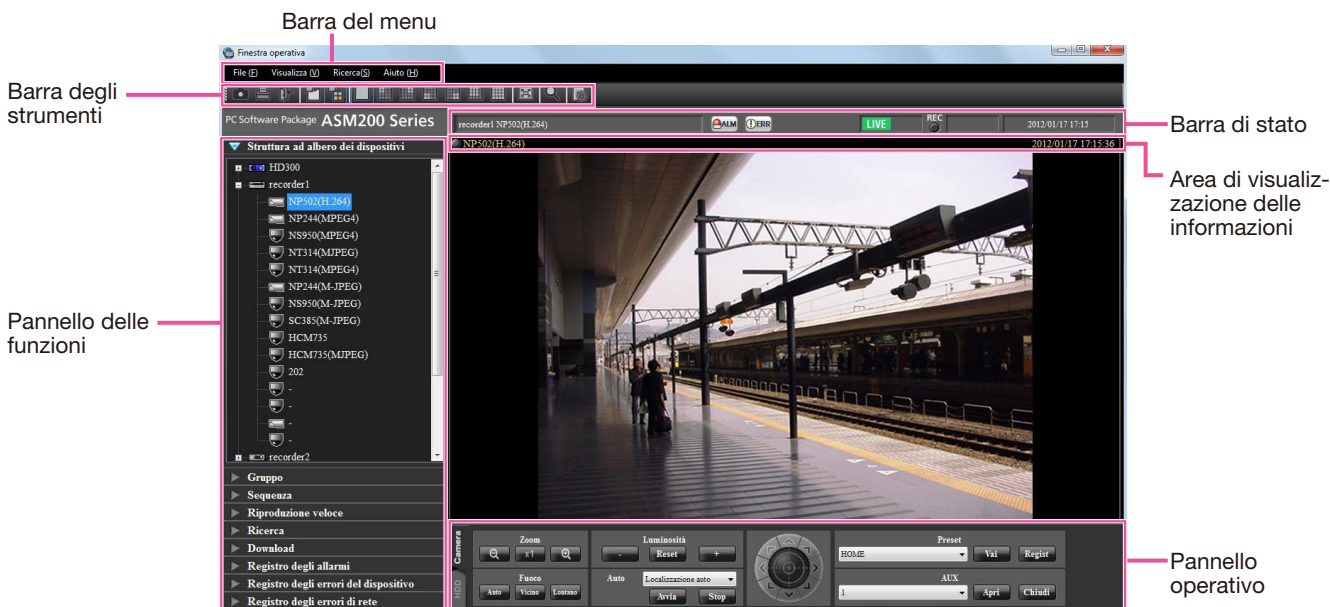 Barra del menu
Finestra operativa
File (F) Visualizza (V) Ricerca(S) Aiuto (H)
Barra degli
strumenti
PC Software Package ASM200 Series
recorder1 NP502(H.264)
ALM
ERR
LIVE
REC
2012/01/17 17:15
Barra di stato
Struttura ad albero dei dispositivi
NP502(H.264)
2012/01/17 17:15:36
Area di visualiz-
zazione delle
informazioni
HD300
recorder1
NP502(H.264)
NP244(MPEG4)
NS950(MPEG4)
NT314(MJPEG)
NT314(MPEG4)
NP244(M-JPEG)
NS950(M-JPEG)
SC385(M-JPEG)
HCM735
HCM735(MJPEG)
202
-
-
-
-
recorder2
Pannello delle
funzioni
Gruppo
Sequenza
Riproduzione veloce
Ricerca
Download
Registro degli allarmi
Registro degli errori del dispositivo
Registro degli errori di rete
Camera
HDD
Zoom
x1
Luminosità
- Reset +
Fuoco
Auto Vicino Lontano
Auto Localizzazione auto
Avvia Stop
Preset
HOME Vai Regist
AUX
1 Apri Chiudi
Pannello
operativo